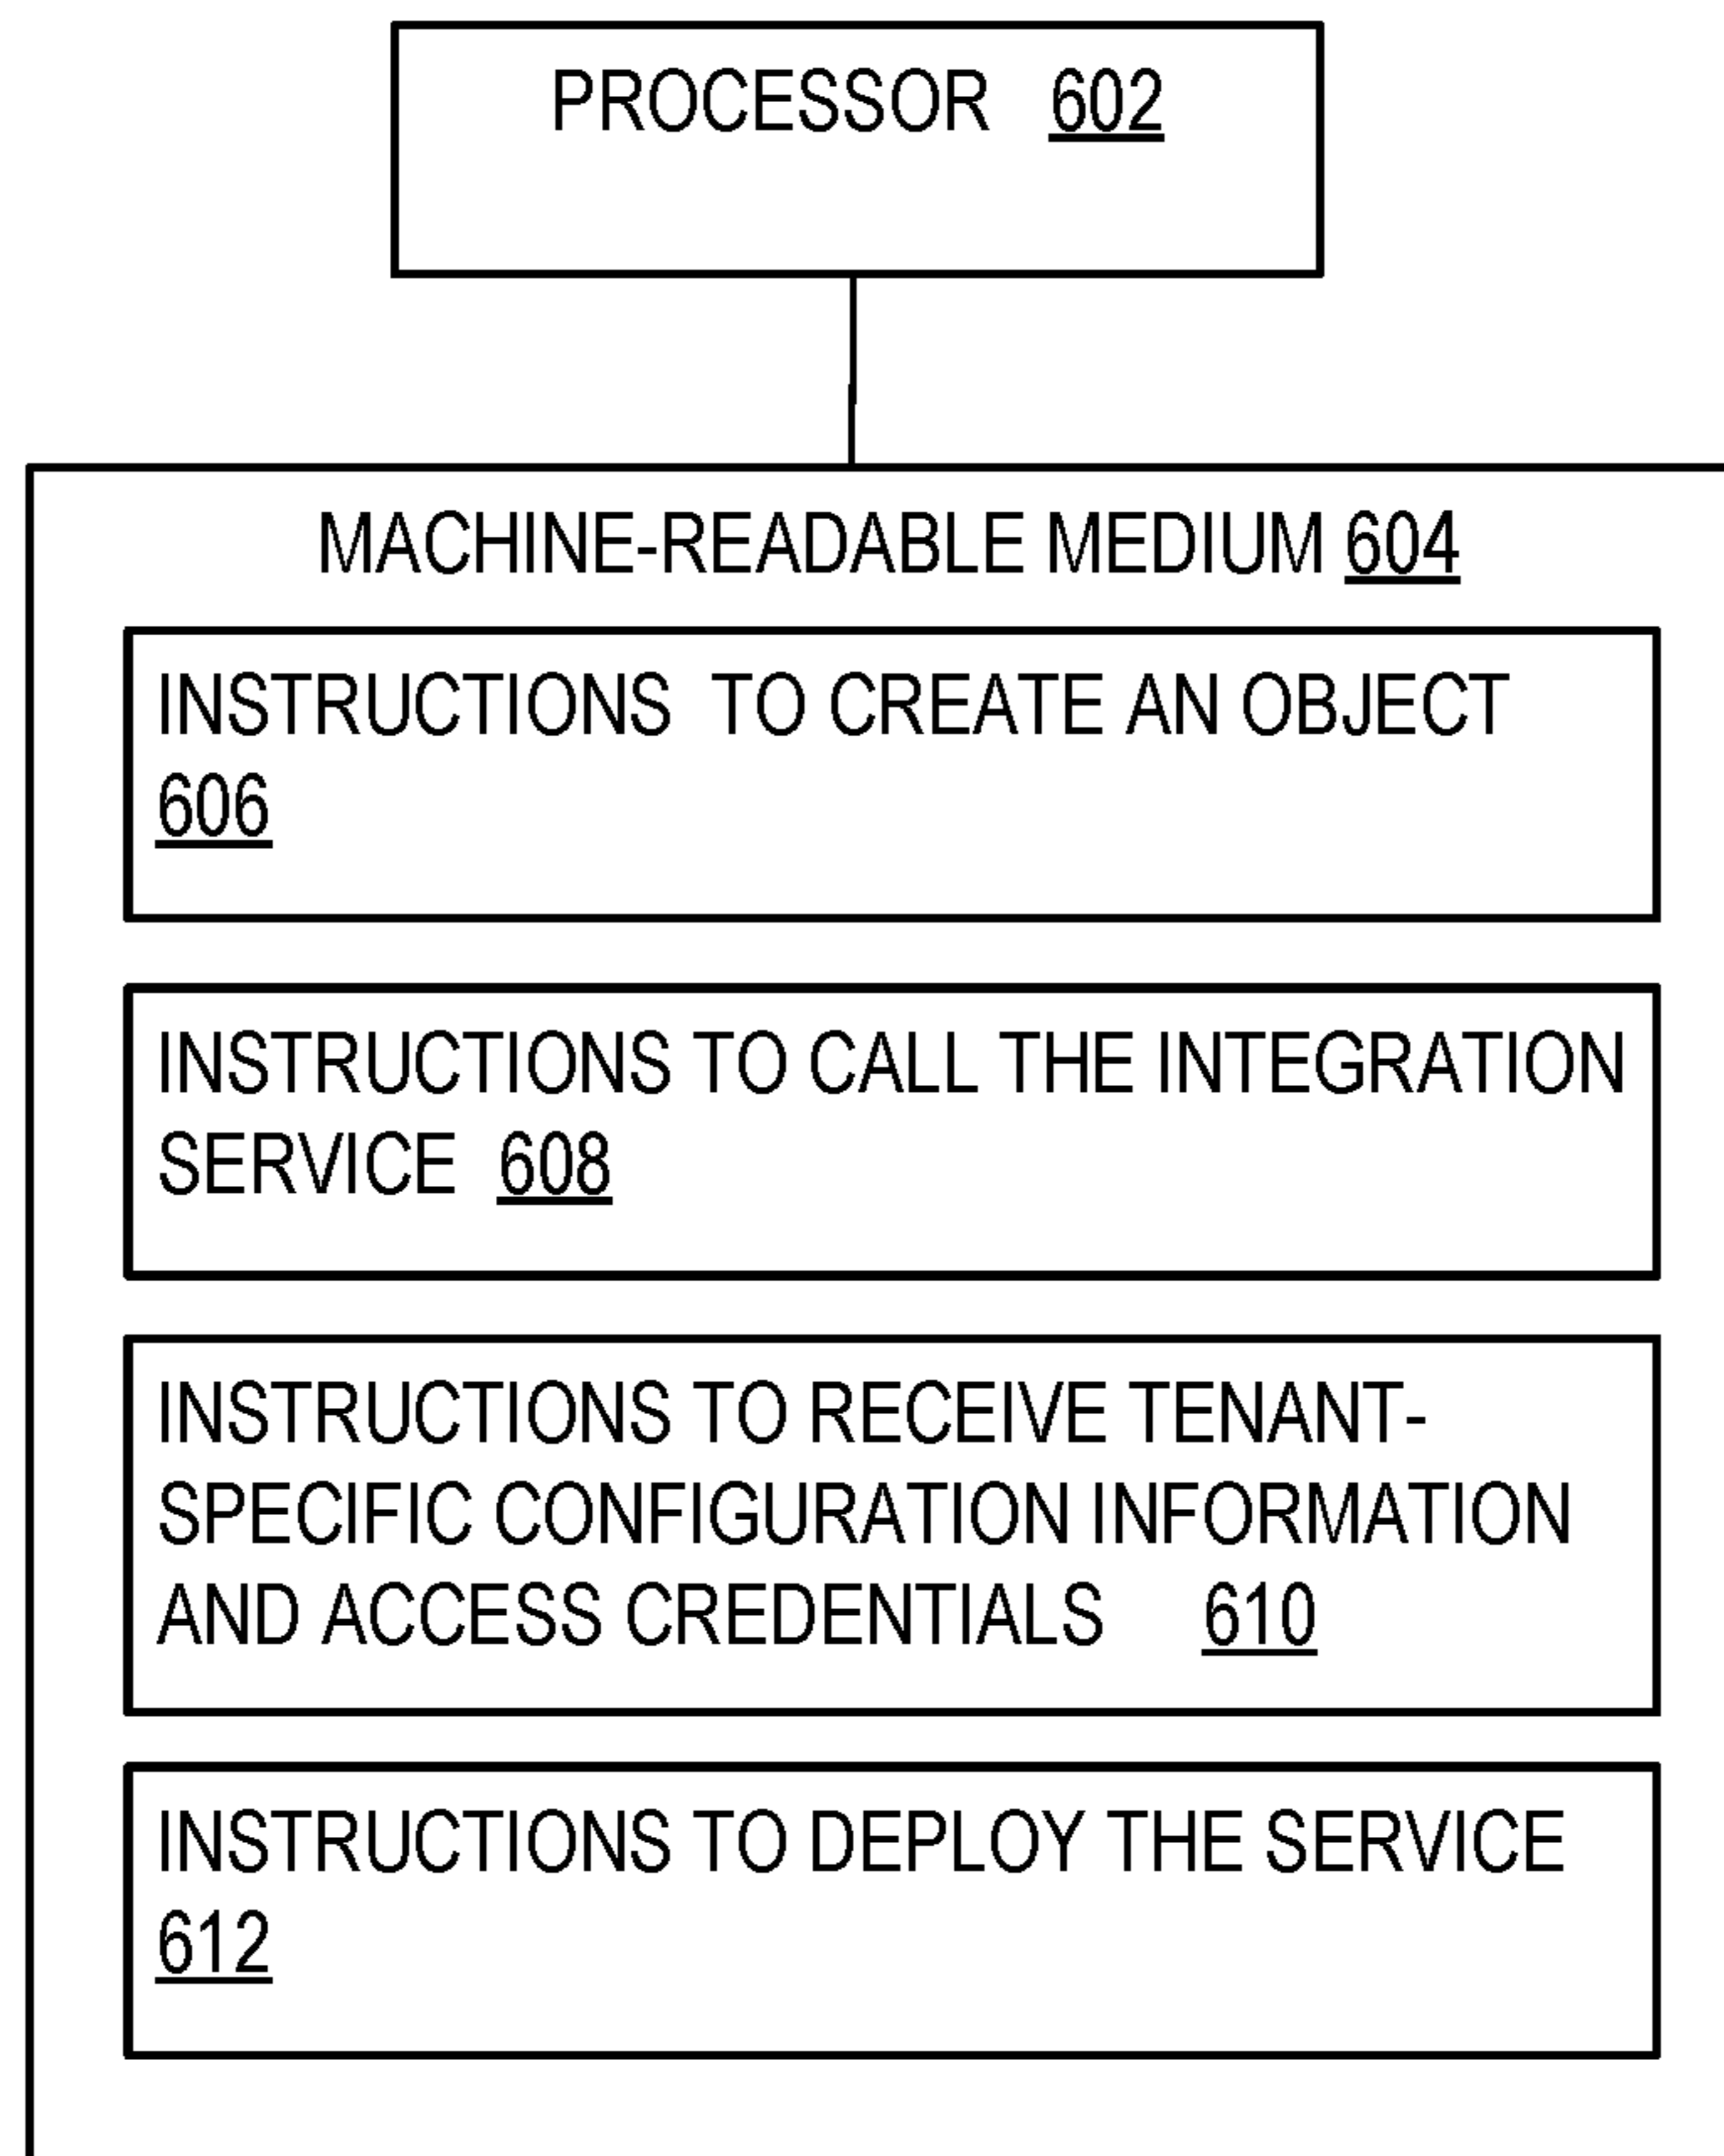 PROCESSOR 602
MACHINE-READABLE MEDIUM 604
INSTRUCTIONS TO CREATE AN OBJECT
606
INSTRUCTIONS TO CALL THE INTEGRATION
SERVICE 608
INSTRUCTIONS TO RECEIVE TENANT-
SPECIFIC CONFIGURATION INFORMATION
AND ACCESS CREDENTIALS 610
INSTRUCTIONS TO DEPLOY THE SERVICE
612